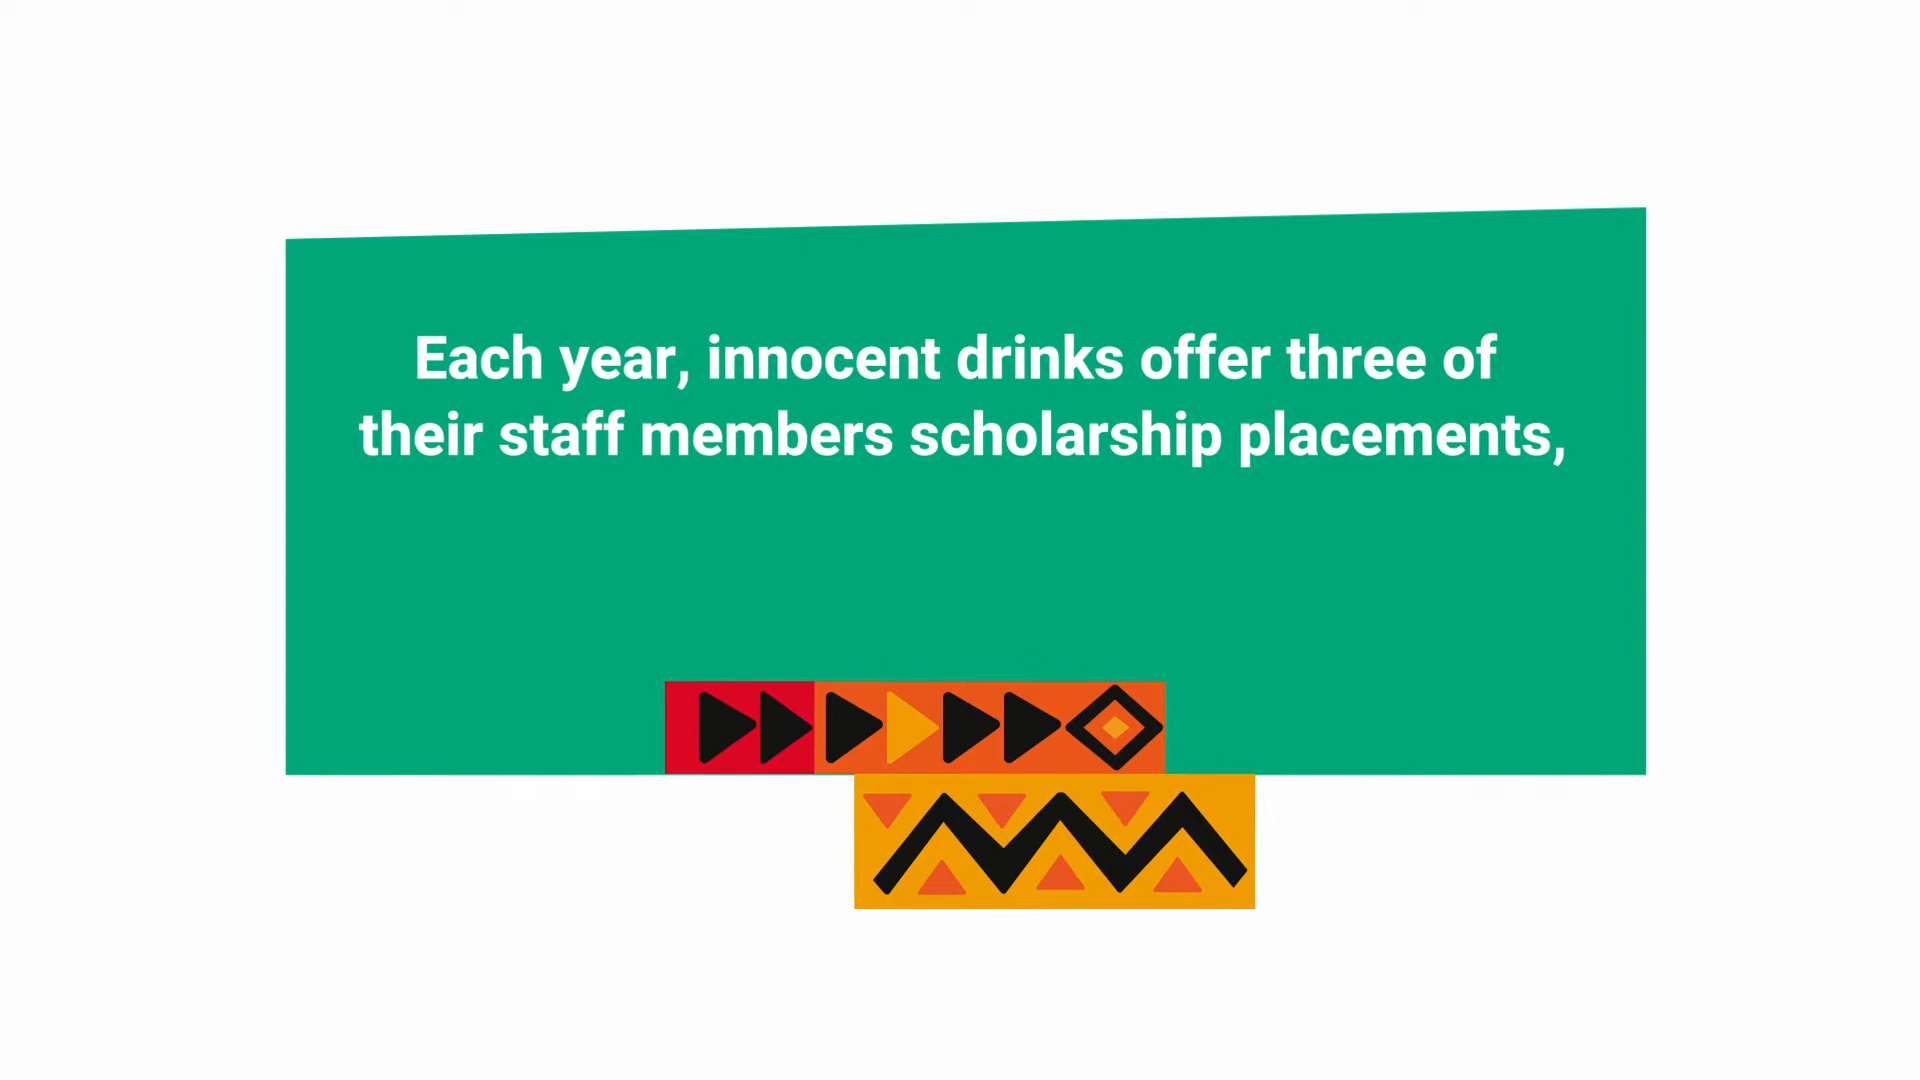 Each year, innocent drinks offer three of
their staff members scholarship placements,